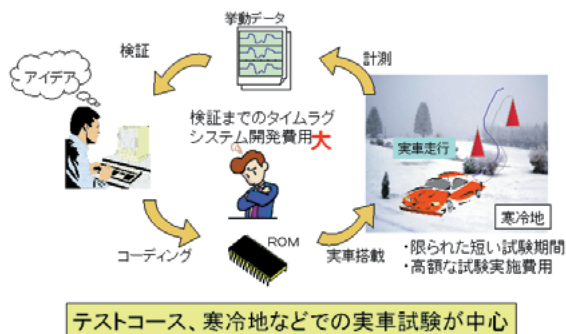 挙動データ
検証
計測
アイデア
検証までのタイムラグ
システム開発費用大
実車走行
寒冷地
コーディング
ROM
実車搭載
・限られた短い試験期間
・高額な試験実施費用
テストコース、寒冷地などでの実車試験が中心